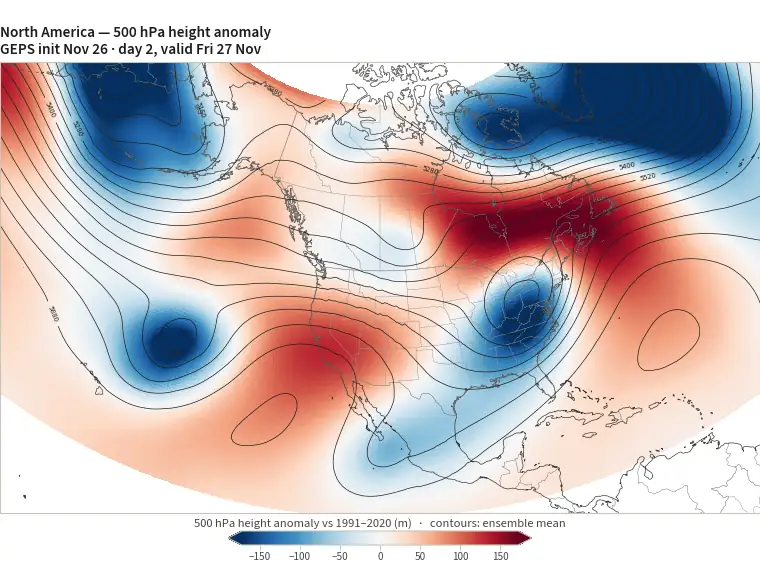 North America — 500 hPa height anomaly
GEPS init Nov 26 · day 2, valid Fri 27 Nov
5400
5280
5280
5400
5520
5880
500 hPa height anomaly vs 1991−2020 (m) · contours: ensemble mean
−150 −100 −50 0 50 100 150